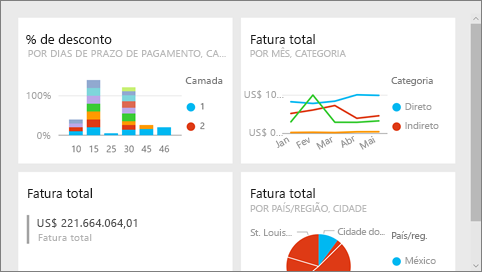 % de desconto
POR DIAS DE PRAZO DE PAGAMENTO, CA...
Camada
100%
0%
1
2
10 15 25 30 45 46
Fatura total
POR MÊS, CATEGORIA
Categoria
US$ 10...
US$ 0...
Direto
Indireto
Jan Fev Mar Abr Mai
Fatura total
US$ 221.664.064,01
Fatura total
Fatura total
POR PAÍS/REGIÃO, CIDADE
St. Louis...
Cidade do...
País/reg.
México